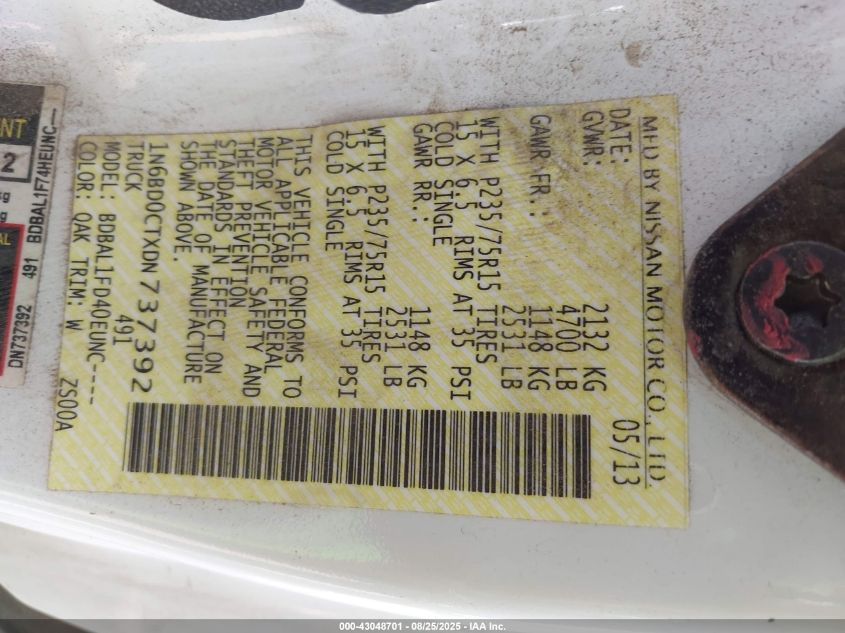 MFD BY NISSAN MOTOR CO., LTD.
DATE: 05/13
GVWR: 2132 KG
4700 LB
GAWR FR.: 1148 KG
2531 LB
WITH P235/75R15 TIRES
15 X 6.5 RIMS AT 35 PSI
COLD SINGLE
GAWR RR.: 1148 KG
2531 LB
WITH P235/75R15 TIRES
15 X 6.5 RIMS AT 35 PSI
COLD SINGLE
THIS VEHICLE CONFORMS TO
ALL APPLICABLE FEDERAL
MOTOR VEHICLE SAFETY AND
THEFT PREVENTION
STANDARDS IN EFFECT ON
THE DATE OF MANUFACTURE
SHOWN ABOVE.
1N6BD0CTXDN737392
TRUCK 491
MODEL: BDBAL1FD40EUNC----
COLOR: QAK TRIM: W ZS00A
2
kg
491 BDBAL1F74HEUNC—
DN737392
000-43048701 - 08/25/2025 - IAA Inc.